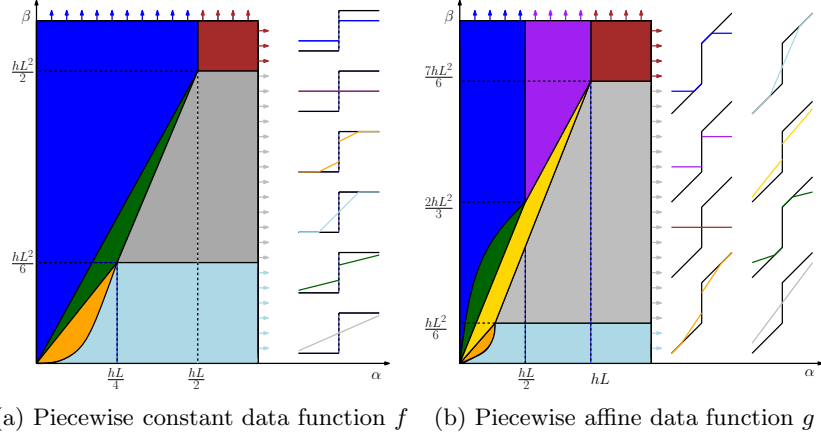 β
hL²/2
hL²/6
hL/4
hL/2
α
β
7hL²/6
2hL²/3
hL²/6
hL/2
hL
α
a) Piecewise constant data function f
(b) Piecewise affine data function g